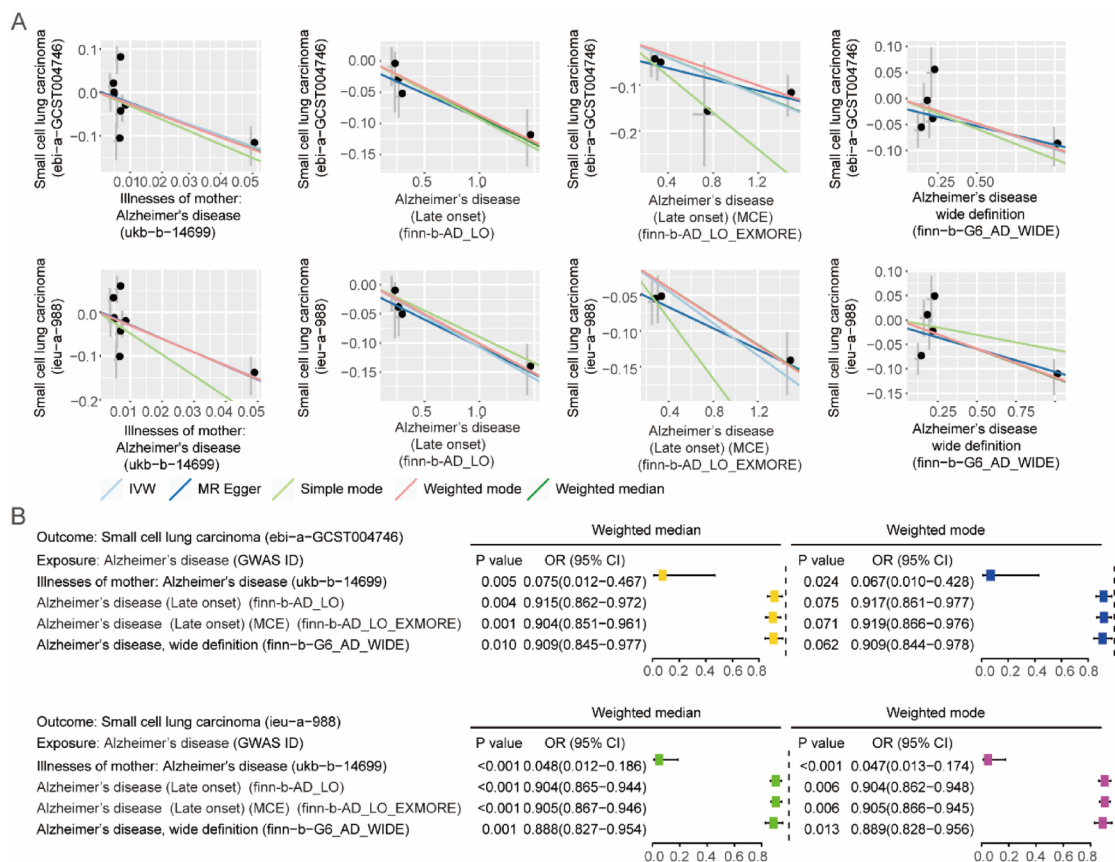 A
Small cell lung carcinoma
(ebi-a-GCST004746)
0.1
0.0
−0.1
0.01 0.02 0.03 0.04 0.05
Illnesses of mother:
Alzheimer's disease
(ukb-b-14699)
Small cell lung carcinoma
(ebi-a-GCST004746)
0.00
−0.05
−0.10
−0.15
0.5 1.0
Alzheimer's disease
(Late onset)
(finn-b-AD_LO)
Small cell lung carcinoma
(ebi-a-GCST004746)
−0.1
−0.2
0.4 0.8 1.2
Alzheimer's disease
(Late onset) (MCE)
(finn-b-AD_LO_EXMORE)
Small cell lung carcinoma
(ebi-a-GCST004746)
0.10
0.05
0.00
−0.05
−0.10
0.25 0.50
Alzheimer's disease
wide definition
(finn-b-G6_AD_WIDE)
Small cell lung carcinoma
(ieu-a-988)
0.1
0.0
−0.1
−0.2
0.01 0.02 0.03 0.04 0.05
Illnesses of mother:
Alzheimer's disease
(ukb-b-14699)
Small cell lung carcinoma
(ieu-a-988)
0.00
−0.05
−0.10
−0.15
0.5 1.0
Alzheimer's disease
(Late onset)
(finn-b-AD_LO)
Small cell lung carcinoma
(ieu-a-988)
−0.05
−0.10
−0.15
0.4 0.8 1.2
Alzheimer's disease
(Late onset) (MCE)
(finn-b-AD_LO_EXMORE)
Small cell lung carcinoma
(ieu-a-988)
0.10
0.05
0.00
−0.05
−0.10
−0.15
0.25 0.50 0.75
Alzheimer's disease
wide definition
(finn-b-G6_AD_WIDE)
IVW MR Egger Simple mode Weighted mode Weighted median
B
Outcome: Small cell lung carcinoma (ebi-a-GCST004746) Weighted median Weighted mode
Exposure: Alzheimer's disease (GWAS ID) P value OR (95% CI) P value OR (95% CI)
Illnesses of mother: Alzheimer's disease (ukb-b-14699) 0.005 0.075(0.012−0.467) 0.024 0.067(0.010−0.428)
Alzheimer's disease (Late onset) (finn-b-AD_LO) 0.004 0.915(0.862−0.972) 0.075 0.917(0.861−0.977)
Alzheimer's disease (Late onset) (MCE) (finn-b-AD_LO_EXMORE) 0.001 0.904(0.851−0.961) 0.071 0.919(0.866−0.976)
Alzheimer's disease, wide definition (finn-b-G6_AD_WIDE) 0.010 0.909(0.845−0.977) 0.062 0.909(0.844−0.978)
0.0 0.2 0.4 0.6 0.8 0.0 0.2 0.4 0.6 0.8
Outcome: Small cell lung carcinoma (ieu-a-988) Weighted median Weighted mode
Exposure: Alzheimer's disease (GWAS ID) P value OR (95% CI) P value OR (95% CI)
Illnesses of mother: Alzheimer's disease (ukb-b-14699) <0.001 0.048(0.012−0.186) <0.001 0.047(0.013−0.174)
Alzheimer's disease (Late onset) (finn-b-AD_LO) <0.001 0.904(0.865−0.944) 0.006 0.904(0.862−0.948)
Alzheimer's disease (Late onset) (MCE) (finn-b-AD_LO_EXMORE) <0.001 0.905(0.867−0.946) 0.006 0.905(0.866−0.945)
Alzheimer's disease, wide definition (finn-b-G6_AD_WIDE) 0.001 0.888(0.827−0.954) 0.013 0.889(0.828−0.956)
0.0 0.2 0.4 0.6 0.8 0.0 0.2 0.4 0.6 0.8